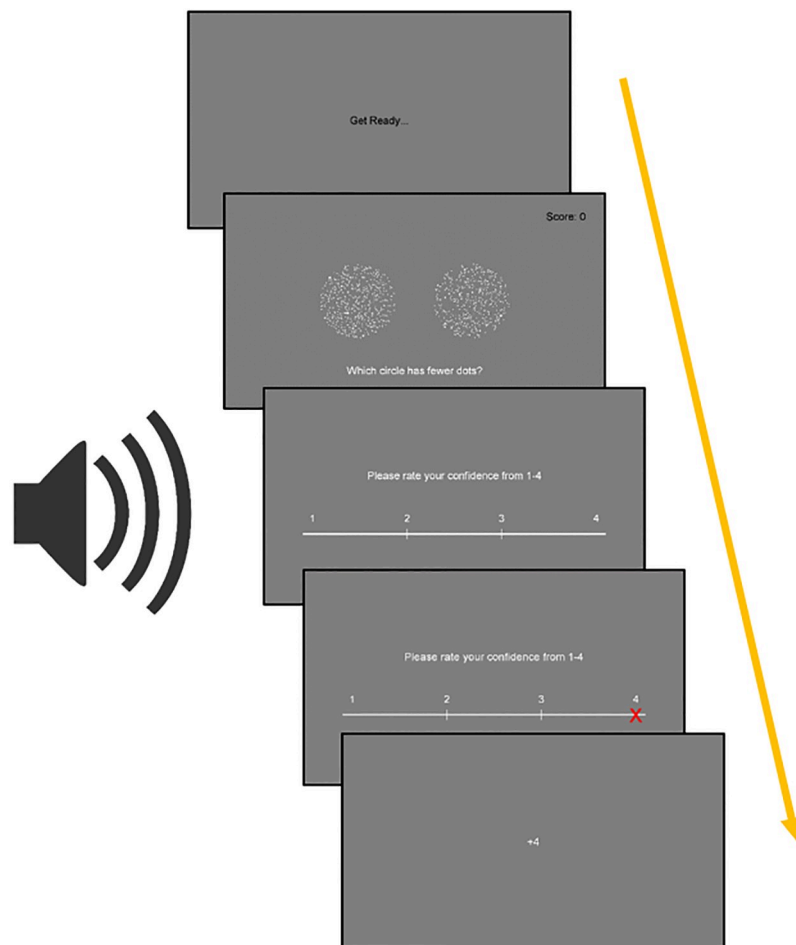 Get Ready...
Score: 0
Which circle has fewer dots?
Please rate your confidence from 1-4
1 2 3 4
Please rate your confidence from 1-4
1 2 3 4
X
+4